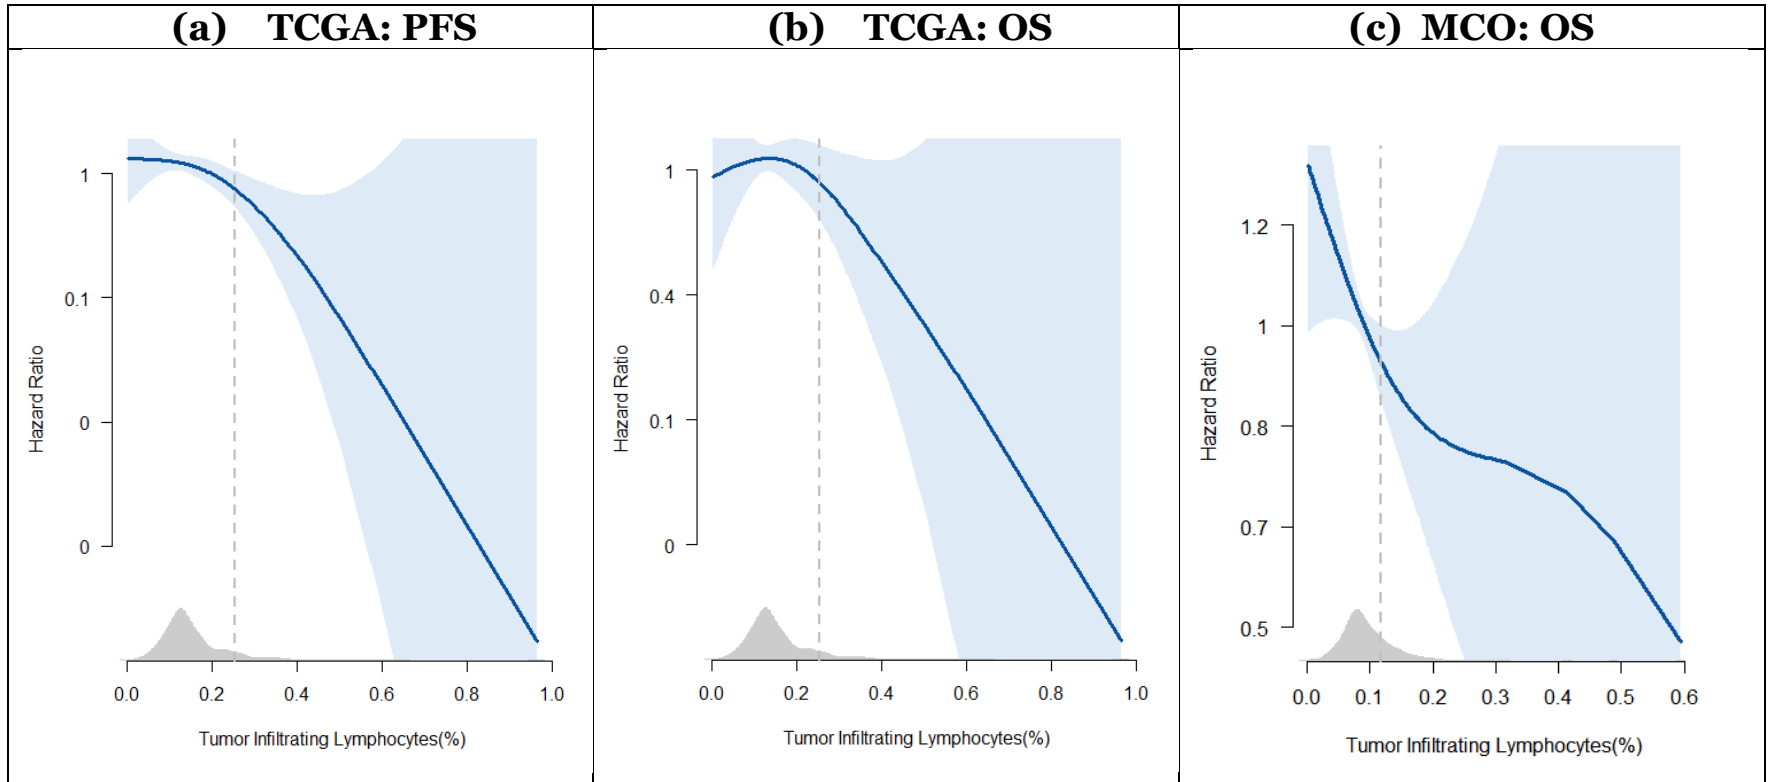 (a) TCGA: PFS
(b) TCGA: OS
(c) MCO: OS
Hazard Ratio
1
0.1
0
0
0.0 0.2 0.4 0.6 0.8 1.0
Tumor Infiltrating Lymphocytes(%)
Hazard Ratio
1
0.4
0.1
0
0.0 0.2 0.4 0.6 0.8 1.0
Tumor Infiltrating Lymphocytes(%)
Hazard Ratio
1.2
1
0.8
0.7
0.5
0.0 0.1 0.2 0.3 0.4 0.5 0.6
Tumor Infiltrating Lymphocytes(%)